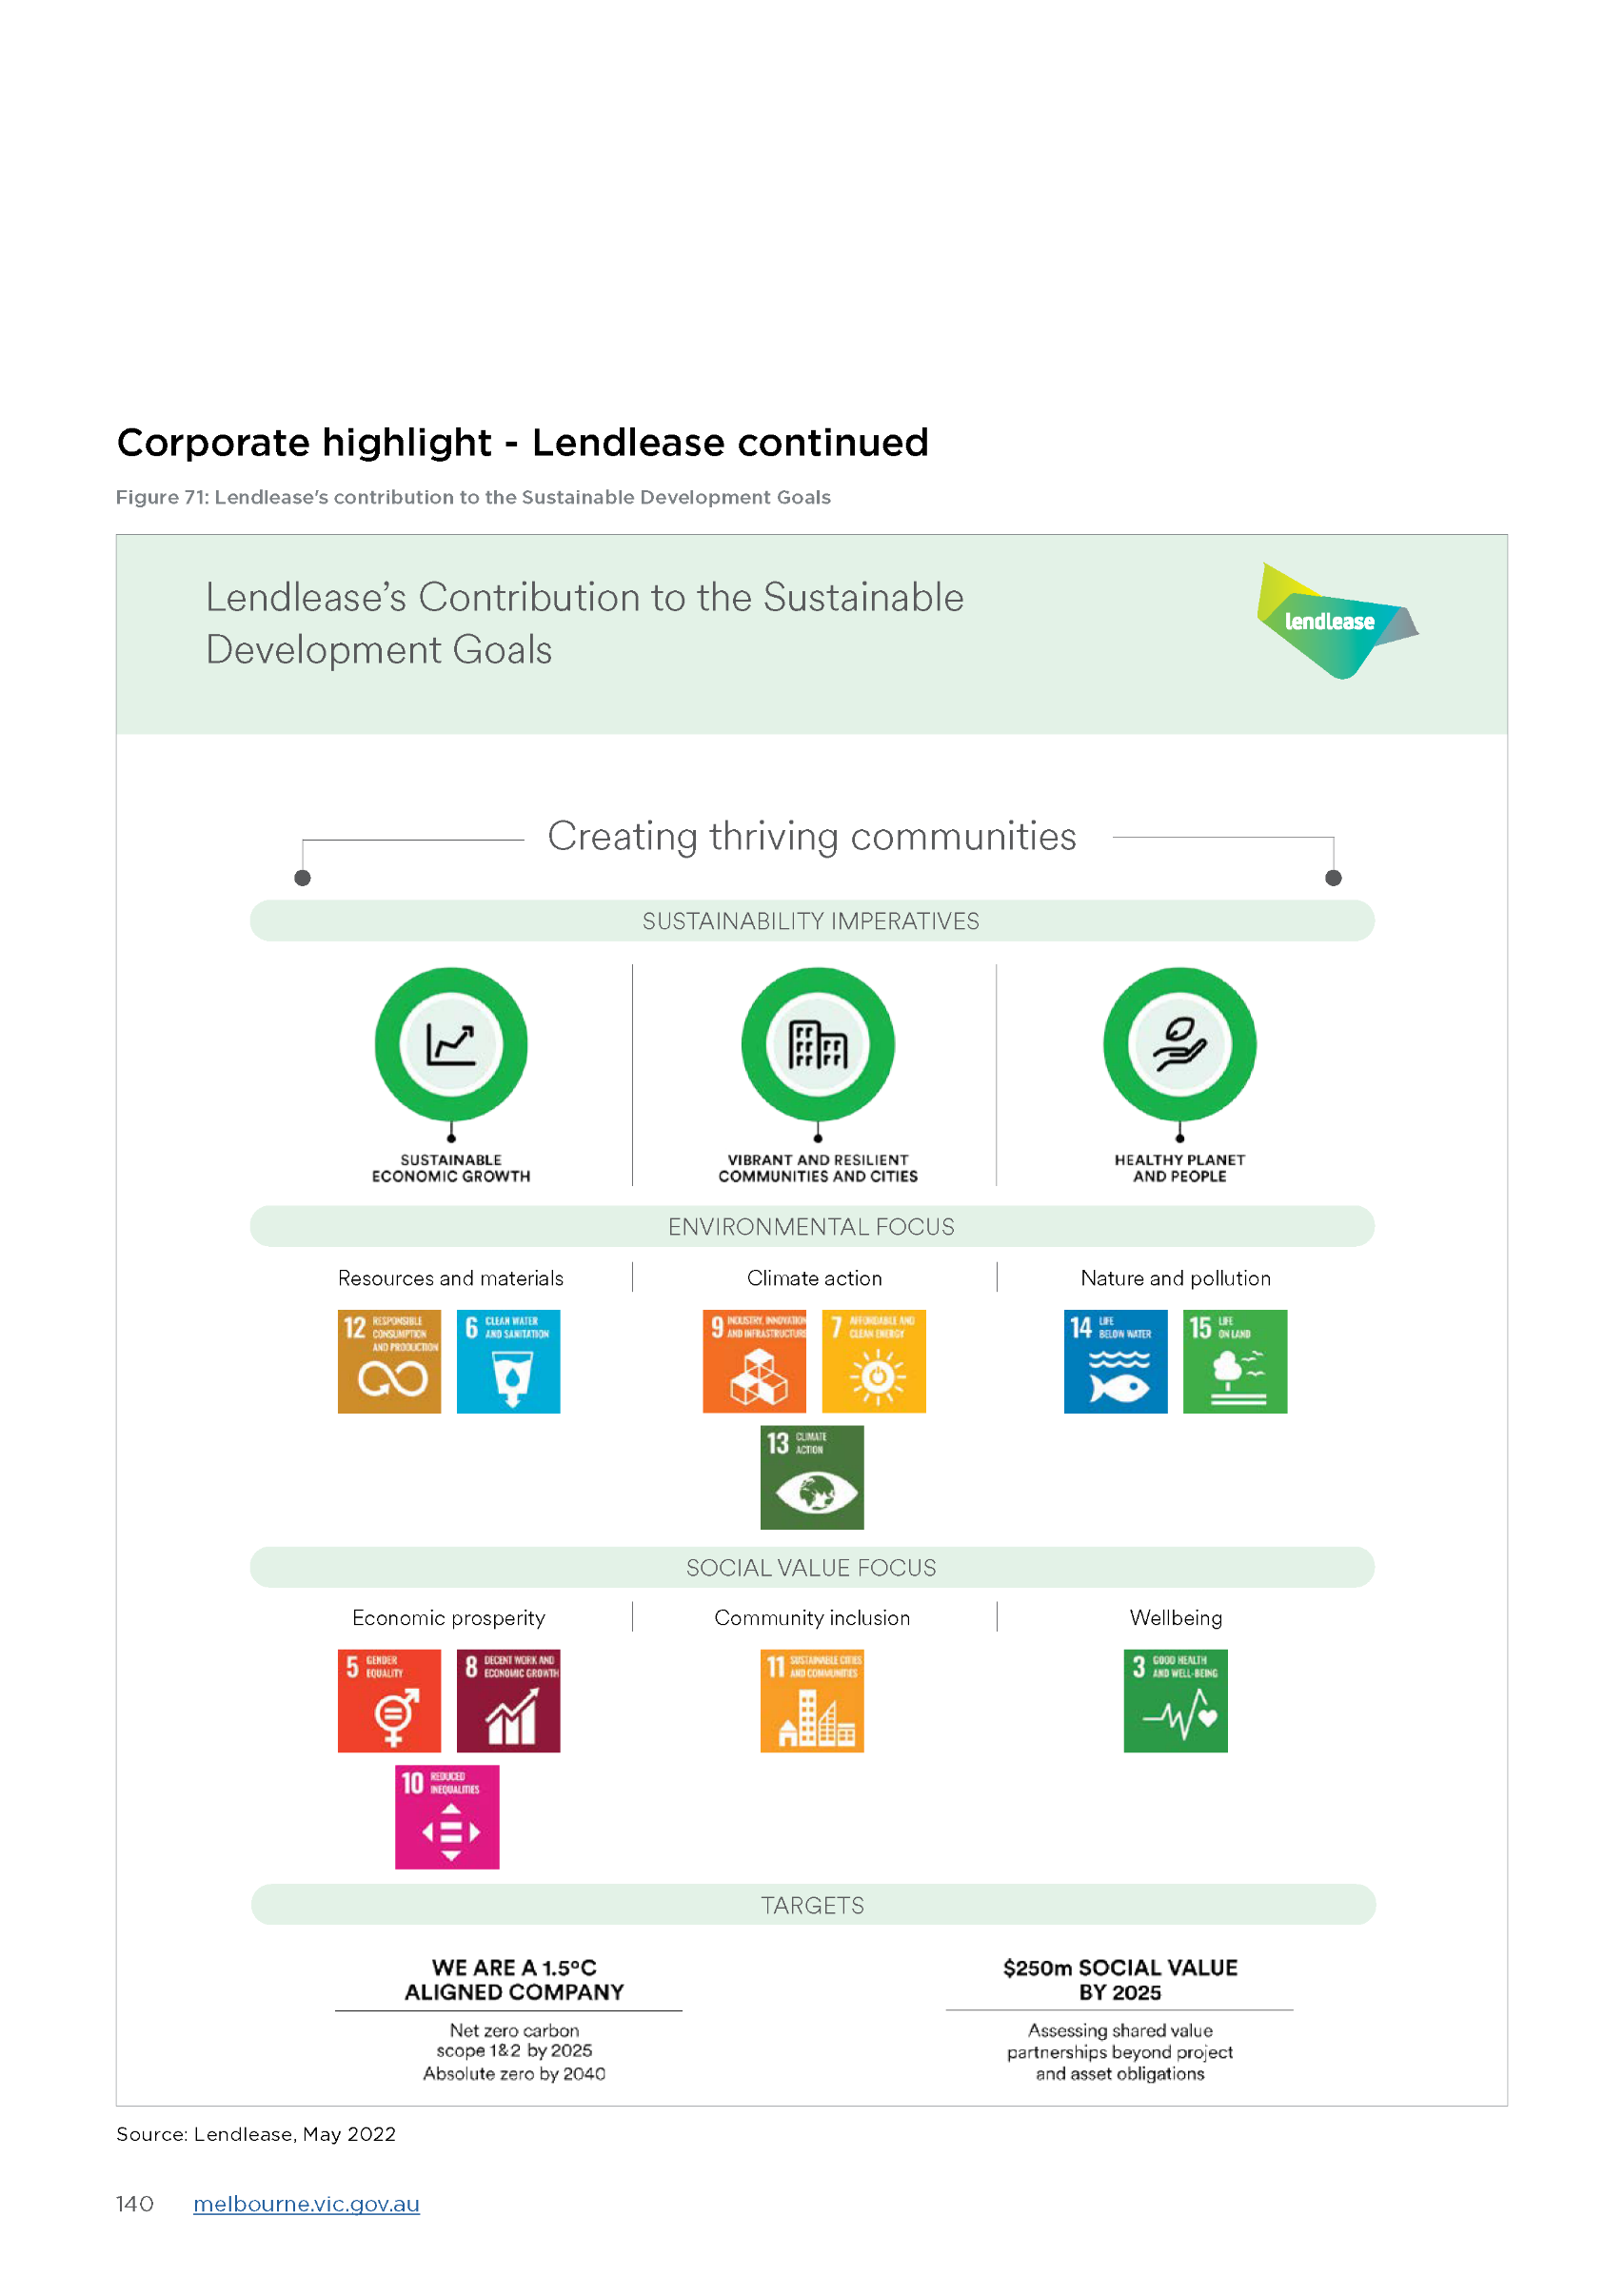 Corporate highlight - Lendlease continued
Figure 71: Lendlease's contribution to the Sustainable Development Goals
Lendlease's Contribution to the Sustainable
Development Goals
lendlease
Creating thriving communities
SUSTAINABILITY IMPERATIVES
SUSTAINABLE
ECONOMIC GROWTH
VIBRANT AND RESILIENT
COMMUNITIES AND CITIES
HEALTHY PLANET
AND PEOPLE
ENVIRONMENTAL FOCUS
Resources and materials
Climate action
Nature and pollution
12 RESPONSIBLE
CONSUMPTION
AND PRODUCTION
6 CLEAN WATER
AND SANITATION
9 INDUSTRY, INNOVATION
AND INFRASTRUCTURE
7 AFFORDABLE AND
CLEAN ENERGY
14 LIFE
BELOW WATER
15 LIFE
ON LAND
13 CLIMATE
ACTION
SOCIAL VALUE FOCUS
Economic prosperity
Community inclusion
Wellbeing
5 GENDER
EQUALITY
8 DECENT WORK AND
ECONOMIC GROWTH
11 SUSTAINABLE CITIES
AND COMMUNITIES
3 GOOD HEALTH
AND WELL-BEING
10 REDUCED
INEQUALITIES
TARGETS
WE ARE A 1.5°C
ALIGNED COMPANY
Net zero carbon
scope 1&2 by 2025
Absolute zero by 2040
$250m SOCIAL VALUE
BY 2025
Assessing shared value
partnerships beyond project
and asset obligations
Source: Lendlease, May 2022
140 melbourne.vic.gov.au